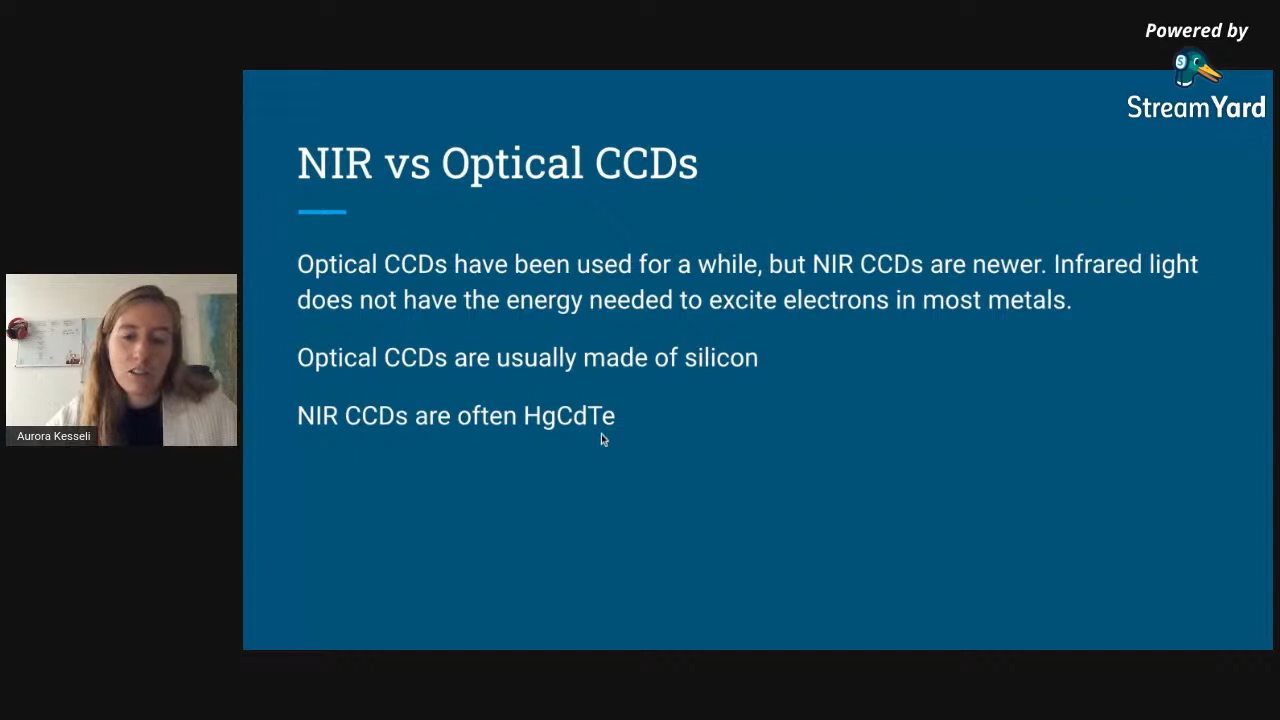 Powered by
StreamYard
NIR vs Optical CCDs
Optical CCDs have been used for a while, but NIR CCDs are newer. Infrared light
does not have the energy needed to excite electrons in most metals.
Optical CCDs are usually made of silicon
NIR CCDs are often HgCdTe
Aurora Kesseli